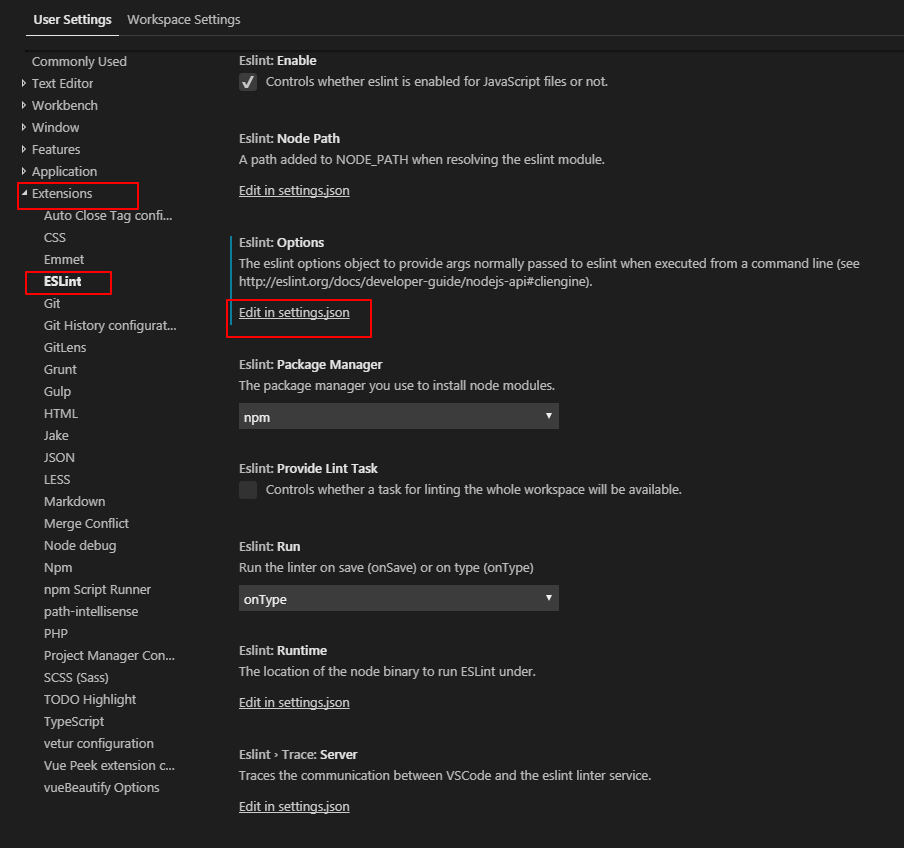 User Settings Workspace Settings
Commonly Used
Text Editor
Workbench
Window
Features
Application
Extensions
Auto Close Tag confi...
CSS
Emmet
ESLint
Git
Git History configurat...
GitLens
Grunt
Gulp
HTML
Jake
JSON
LESS
Markdown
Merge Conflict
Node debug
Npm
npm Script Runner
path-intellisense
PHP
Project Manager Con...
SCSS (Sass)
TODO Highlight
TypeScript
vetur configuration
Vue Peek extension c...
vueBeautify Options
Eslint: Enable
Controls whether eslint is enabled for JavaScript files or not.
Eslint: Node Path
A path added to NODE_PATH when resolving the eslint module.
Edit in settings.json
Eslint: Options
The eslint options object to provide args normally passed to eslint when executed from a command line (see
http://eslint.org/docs/developer-guide/nodejs-api#cliengine).
Edit in settings.json
Eslint: Package Manager
The package manager you use to install node modules.
npm
Eslint: Provide Lint Task
Controls whether a task for linting the whole workspace will be available.
Eslint: Run
Run the linter on save (onSave) or on type (onType)
onType
Eslint: Runtime
The location of the node binary to run ESLint under.
Edit in settings.json
Eslint › Trace: Server
Traces the communication between VSCode and the eslint linter service.
Edit in settings.json